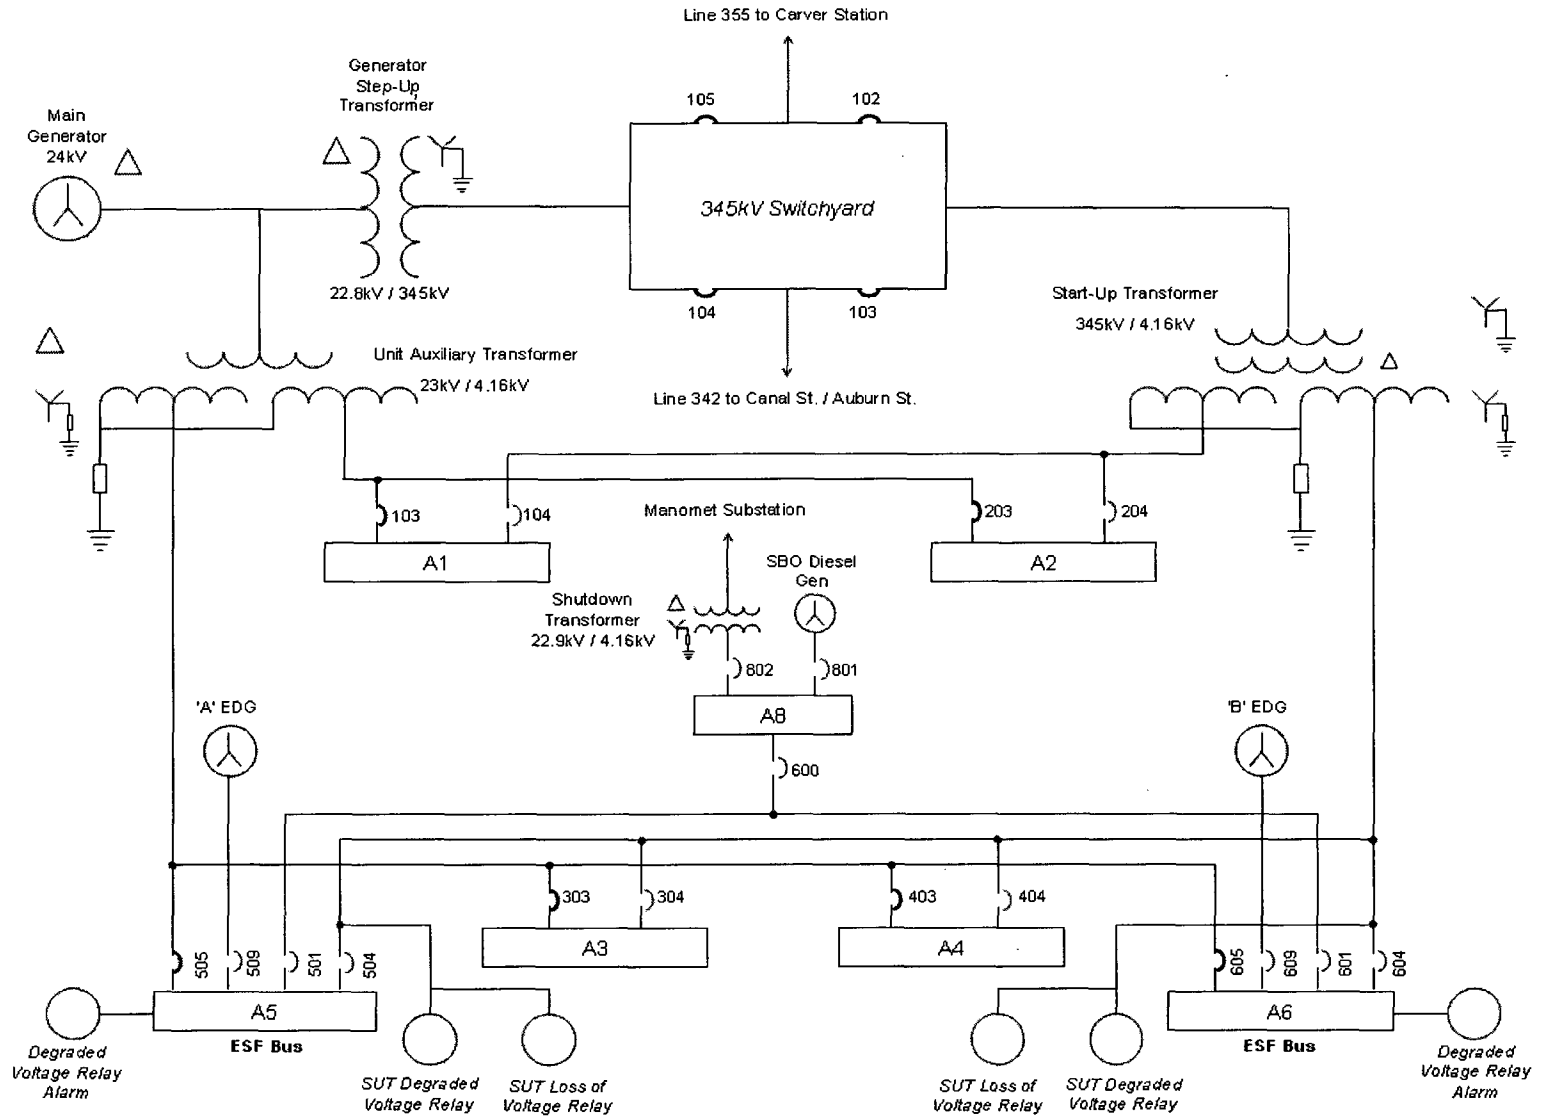 Line 355 to Carver Station
Generator
Step-Up
Transformer
105
102
Main
Generator
24kV
345kV Switchyard
22.8kV / 345kV
104
103
Start-Up Transformer
345kV / 4.16kV
Unit Auxiliary Transformer
23kV / 4.16kV
Line 342 to Canal St. / Auburn St.
103
104
Manomet Substation
203
204
A1
A2
SBO Diesel
Gen
Shutdown
Transformer
22.9kV / 4.16kV
802
801
'A' EDG
A8
'B' EDG
600
303
304
403
404
505
509
501
504
A3
A4
605
609
601
604
A5
ESF Bus
A6
ESF Bus
Degraded
Voltage Relay
Alarm
SUT Degraded
Voltage Relay
SUT Loss of
Voltage Relay
SUT Loss of
Voltage Relay
SUT Degraded
Voltage Relay
Degraded
Voltage Relay
Alarm